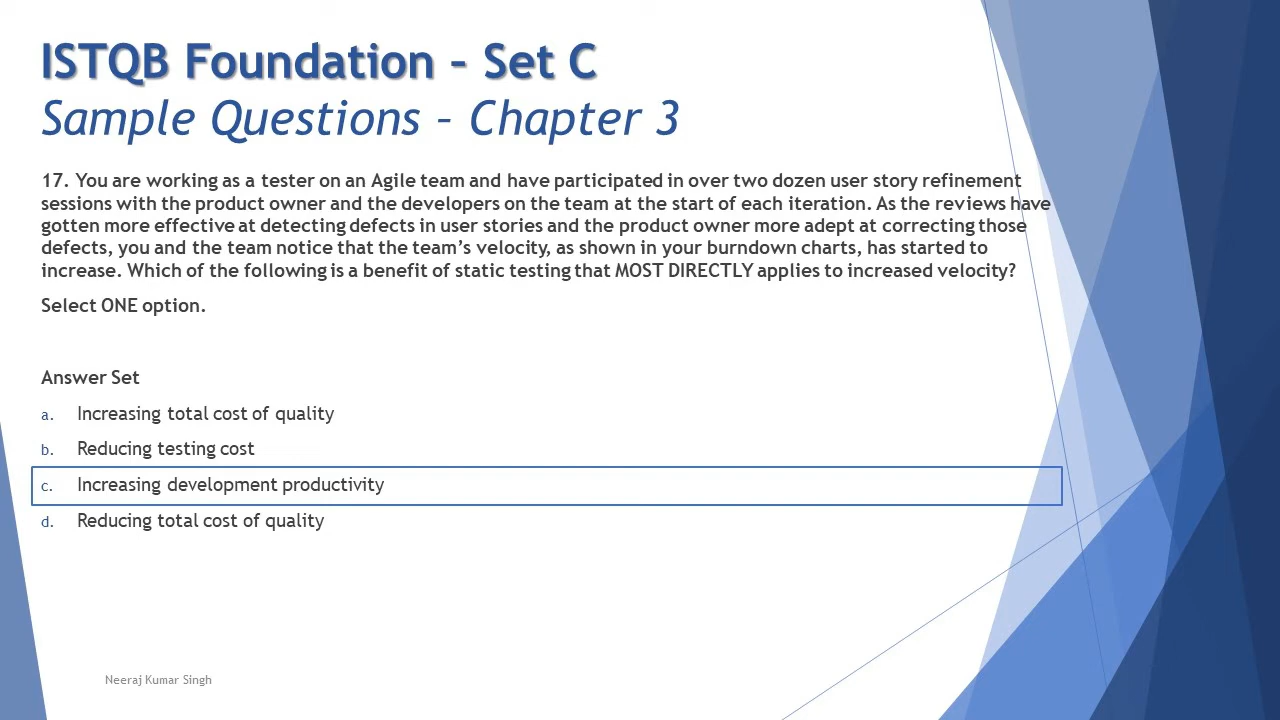 ISTQB Foundation – Set C
Sample Questions – Chapter 3
17. You are working as a tester on an Agile team and have participated in over two dozen user story refinement
sessions with the product owner and the developers on the team at the start of each iteration. As the reviews have
gotten more effective at detecting defects in user stories and the product owner more adept at correcting those
defects, you and the team notice that the team’s velocity, as shown in your burndown charts, has started to
increase. Which of the following is a benefit of static testing that MOST DIRECTLY applies to increased velocity?
Select ONE option.
Answer Set
a. Increasing total cost of quality
b. Reducing testing cost
c. Increasing development productivity
d. Reducing total cost of quality
Neeraj Kumar Singh